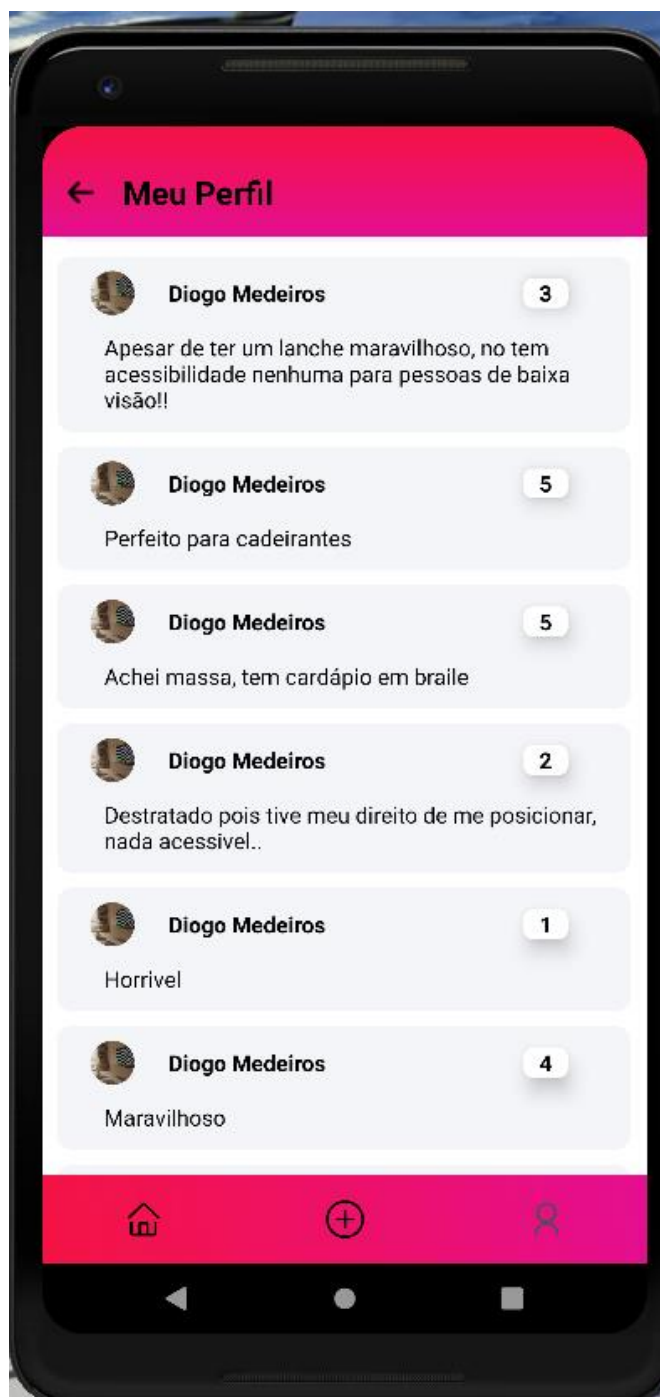 Meu Perfil
Diogo Medeiros
3
Apesar de ter um lanche maravilhoso, no tem
acessibilidade nenhuma para pessoas de baixa
visão!!
Diogo Medeiros
5
Perfeito para cadeirantes
Diogo Medeiros
5
Achei massa, tem cardápio em braile
Diogo Medeiros
2
Destratado pois tive meu direito de me posicionar,
nada acessivel..
Diogo Medeiros
1
Horrivel
Diogo Medeiros
4
Maravilhoso